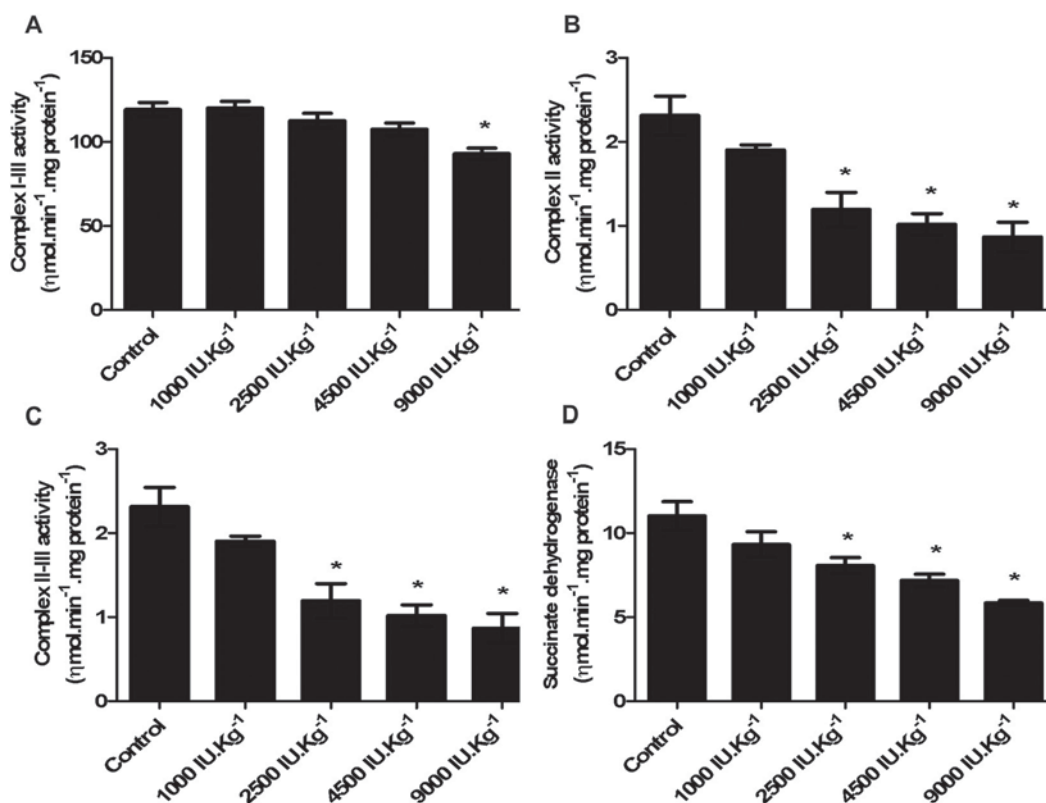 A
Complex I-III activity
(ηmol.min⁻¹.mg protein⁻¹)
150
100
50
0
*
Control
1000 IU.Kg⁻¹
2500 IU.Kg⁻¹
4500 IU.Kg⁻¹
9000 IU.Kg⁻¹
B
Complex II activity
(ηmol.min⁻¹.mg protein⁻¹)
3
2
1
0
*
*
*
Control
1000 IU.Kg⁻¹
2500 IU.Kg⁻¹
4500 IU.Kg⁻¹
9000 IU.Kg⁻¹
C
Complex II-III activity
(ηmol.min⁻¹.mg protein⁻¹)
3
2
1
0
*
*
*
Control
1000 IU.Kg⁻¹
2500 IU.Kg⁻¹
4500 IU.Kg⁻¹
9000 IU.Kg⁻¹
D
Succinate dehydrogenase
(ηmol.min⁻¹.mg protein⁻¹)
15
10
5
0
*
*
*
Control
1000 IU.Kg⁻¹
2500 IU.Kg⁻¹
4500 IU.Kg⁻¹
9000 IU.Kg⁻¹